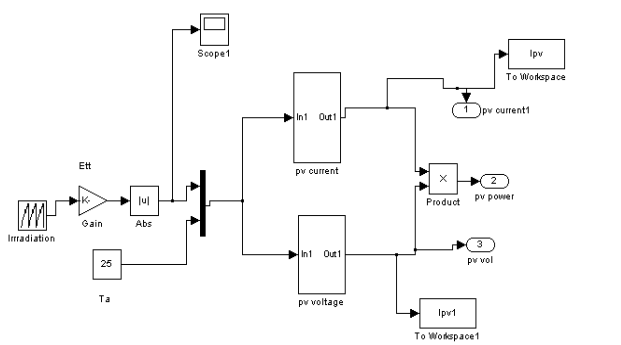 Scope1
Ipv
To Workspace
1
pv current1
In1
Out1
pv current
Ett
K-
Gain
|u|
Abs
Irrradiation
Product
2
pv power
25
Ta
In1
Out1
pv voltage
3
pv vol
Ipv1
To Workspace1